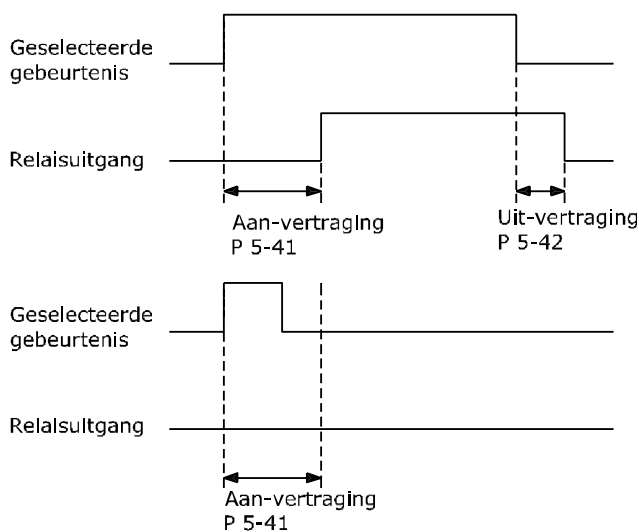 Geselecteerde
gebeurtenis
Relaisuitgang
Aan-vertraging
P 5-41
Uit-vertraging
P 5-42
Geselecteerde
gebeurtenis
Relaisuitgang
Aan-vertraging
P 5-41